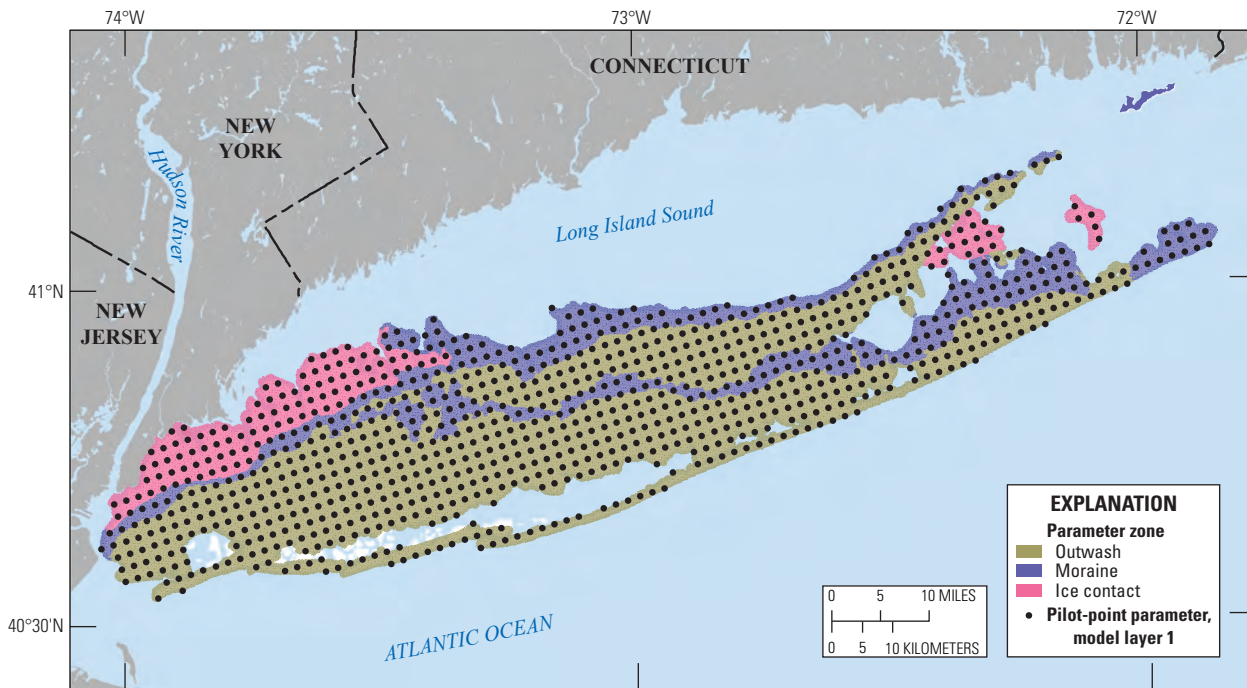 74°W
73°W
72°W
CONNECTICUT
NEW
YORK
Hudson River
Long Island Sound
41°N
NEW
JERSEY
EXPLANATION
Parameter zone
Outwash
Moraine
Ice contact
Pilot-point parameter,
model layer 1
0 5 10 MILES
0 5 10 KILOMETERS
40°30'N
ATLANTIC OCEAN